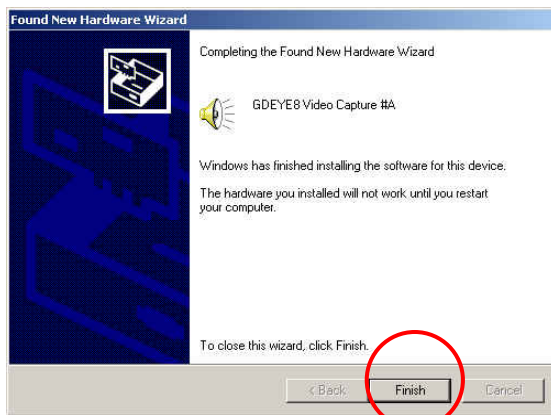 Found New Hardware Wizard
Completing the Found New Hardware Wizard
GDEYE8 Video Capture #A
Windows has finished installing the software for this device.
The hardware you installed will not work until you restart
your computer.
To close this wizard, click Finish.
< Back
Finish
Cancel